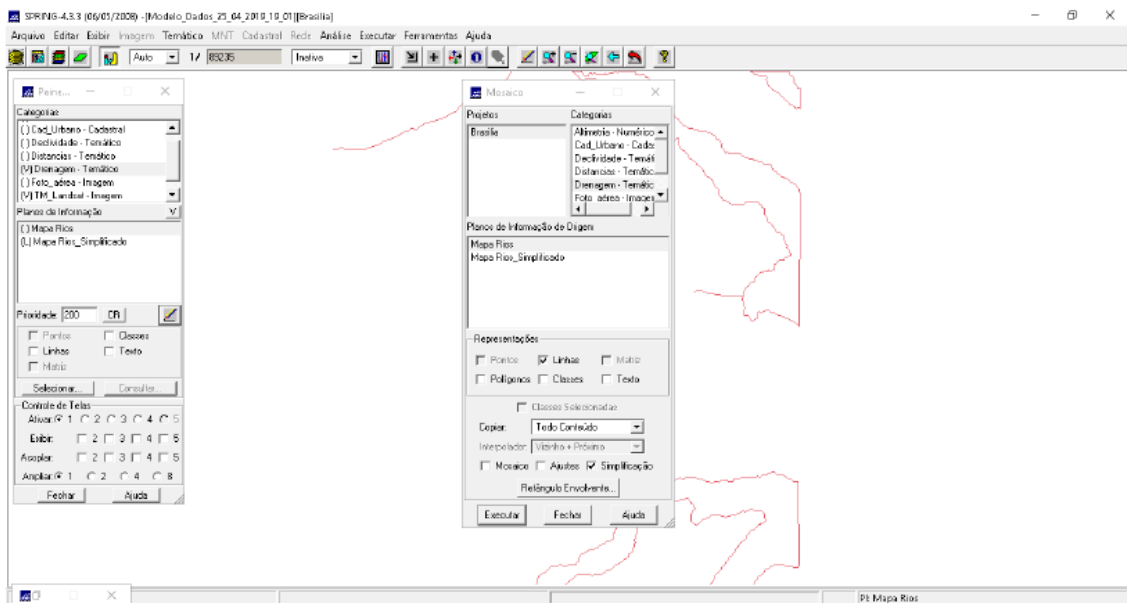 SPRING-4.3.3 (06/05/2008) -[Modelo_Dados_25_04_2019_19_01][Brasilia]
Arquivo Editar Exibir Imagem Temático MNT Cadastral Rede Análise Executar Ferramentas Ajuda
Auto 1/ 89235 Inativa
Paine...
Categorias
( ) Cad_Urbano - Cadastral
( ) Declividade - Temático
( ) Distancias - Temático
(V) Drenagem - Temático
( ) Foto_aérea - Imagem
(V) TM_Landsat - Imagem
Planos de Informação V
( ) Mapa Rios
(L) Mapa Rios_Simplificado
Prioridade: 200 CR
Pontos Classes
Linhas Texto
Matriz
Selecionar... Consultar...
Controle de Telas
Ativar: 1 2 3 4 5
Exibir: 2 3 4 5
Acoplar: 2 3 4 5
Ampliar: 1 2 4 8
Fechar Ajuda
Mosaico
Projetos Categorias
Brasilia
Altimetria - Numérico
Cad_Urbano - Cadas
Declividade - Temáti
Distancias - Temátic
Drenagem - Temátic
Foto_aérea - Imagem
Planos de Informação de Origem
Mapa Rios
Mapa Rios_Simplificado
Representações
Pontos Linhas Matriz
Polígonos Classes Texto
Classes Selecionadas
Copiar: Todo Conteúdo
Interpolador: Vizinho + Próximo
Mosaico Ajustes Simplificação
Retângulo Envolvente...
Executar Fechar Ajuda
PI: Mapa Rios